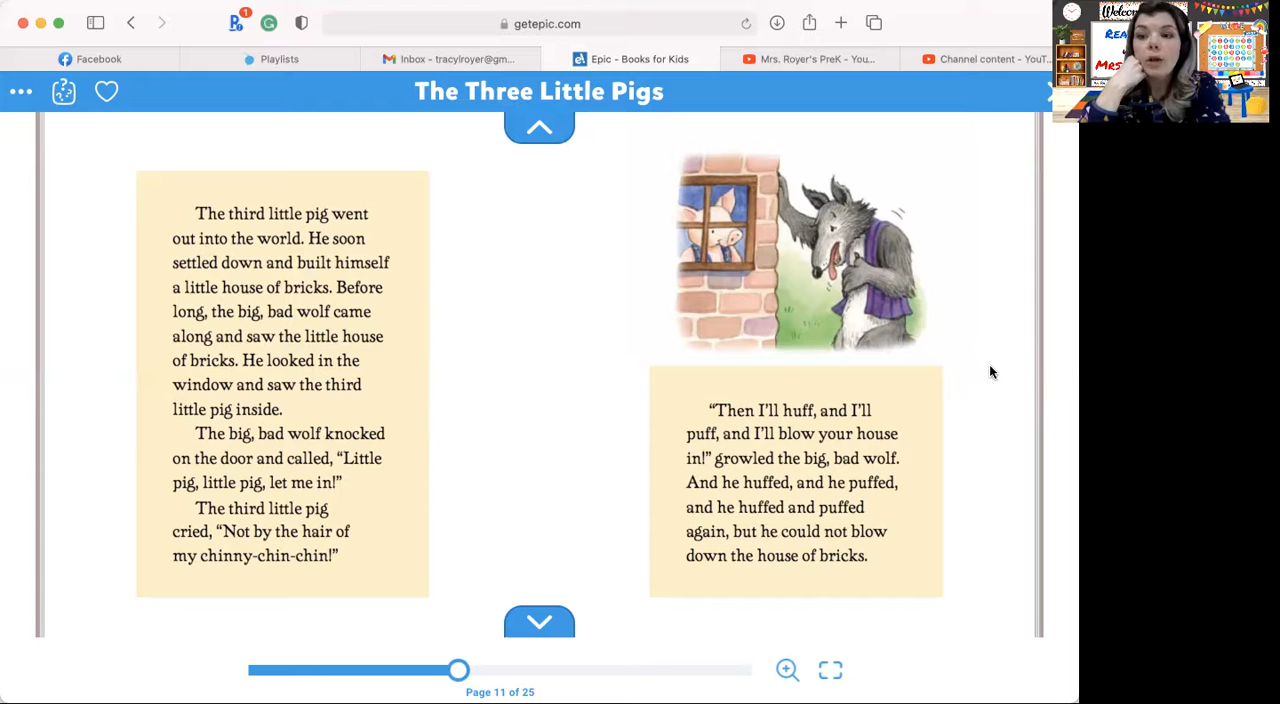 getepic.com
1
Facebook
Playlists
Inbox - tracylroyer@gm...
Epic - Books for Kids
Mrs. Royer's PreK - You...
Channel content - YouT...
The Three Little Pigs
The third little pig went
out into the world. He soon
settled down and built himself
a little house of bricks. Before
long, the big, bad wolf came
along and saw the little house
of bricks. He looked in the
window and saw the third
little pig inside.
The big, bad wolf knocked
on the door and called, “Little
pig, little pig, let me in!”
The third little pig
cried, “Not by the hair of
my chinny-chin-chin!”
“Then I’ll huff, and I’ll
puff, and I’ll blow your house
in!” growled the big, bad wolf.
And he huffed, and he puffed,
and he huffed and puffed
again, but he could not blow
down the house of bricks.
Page 11 of 25